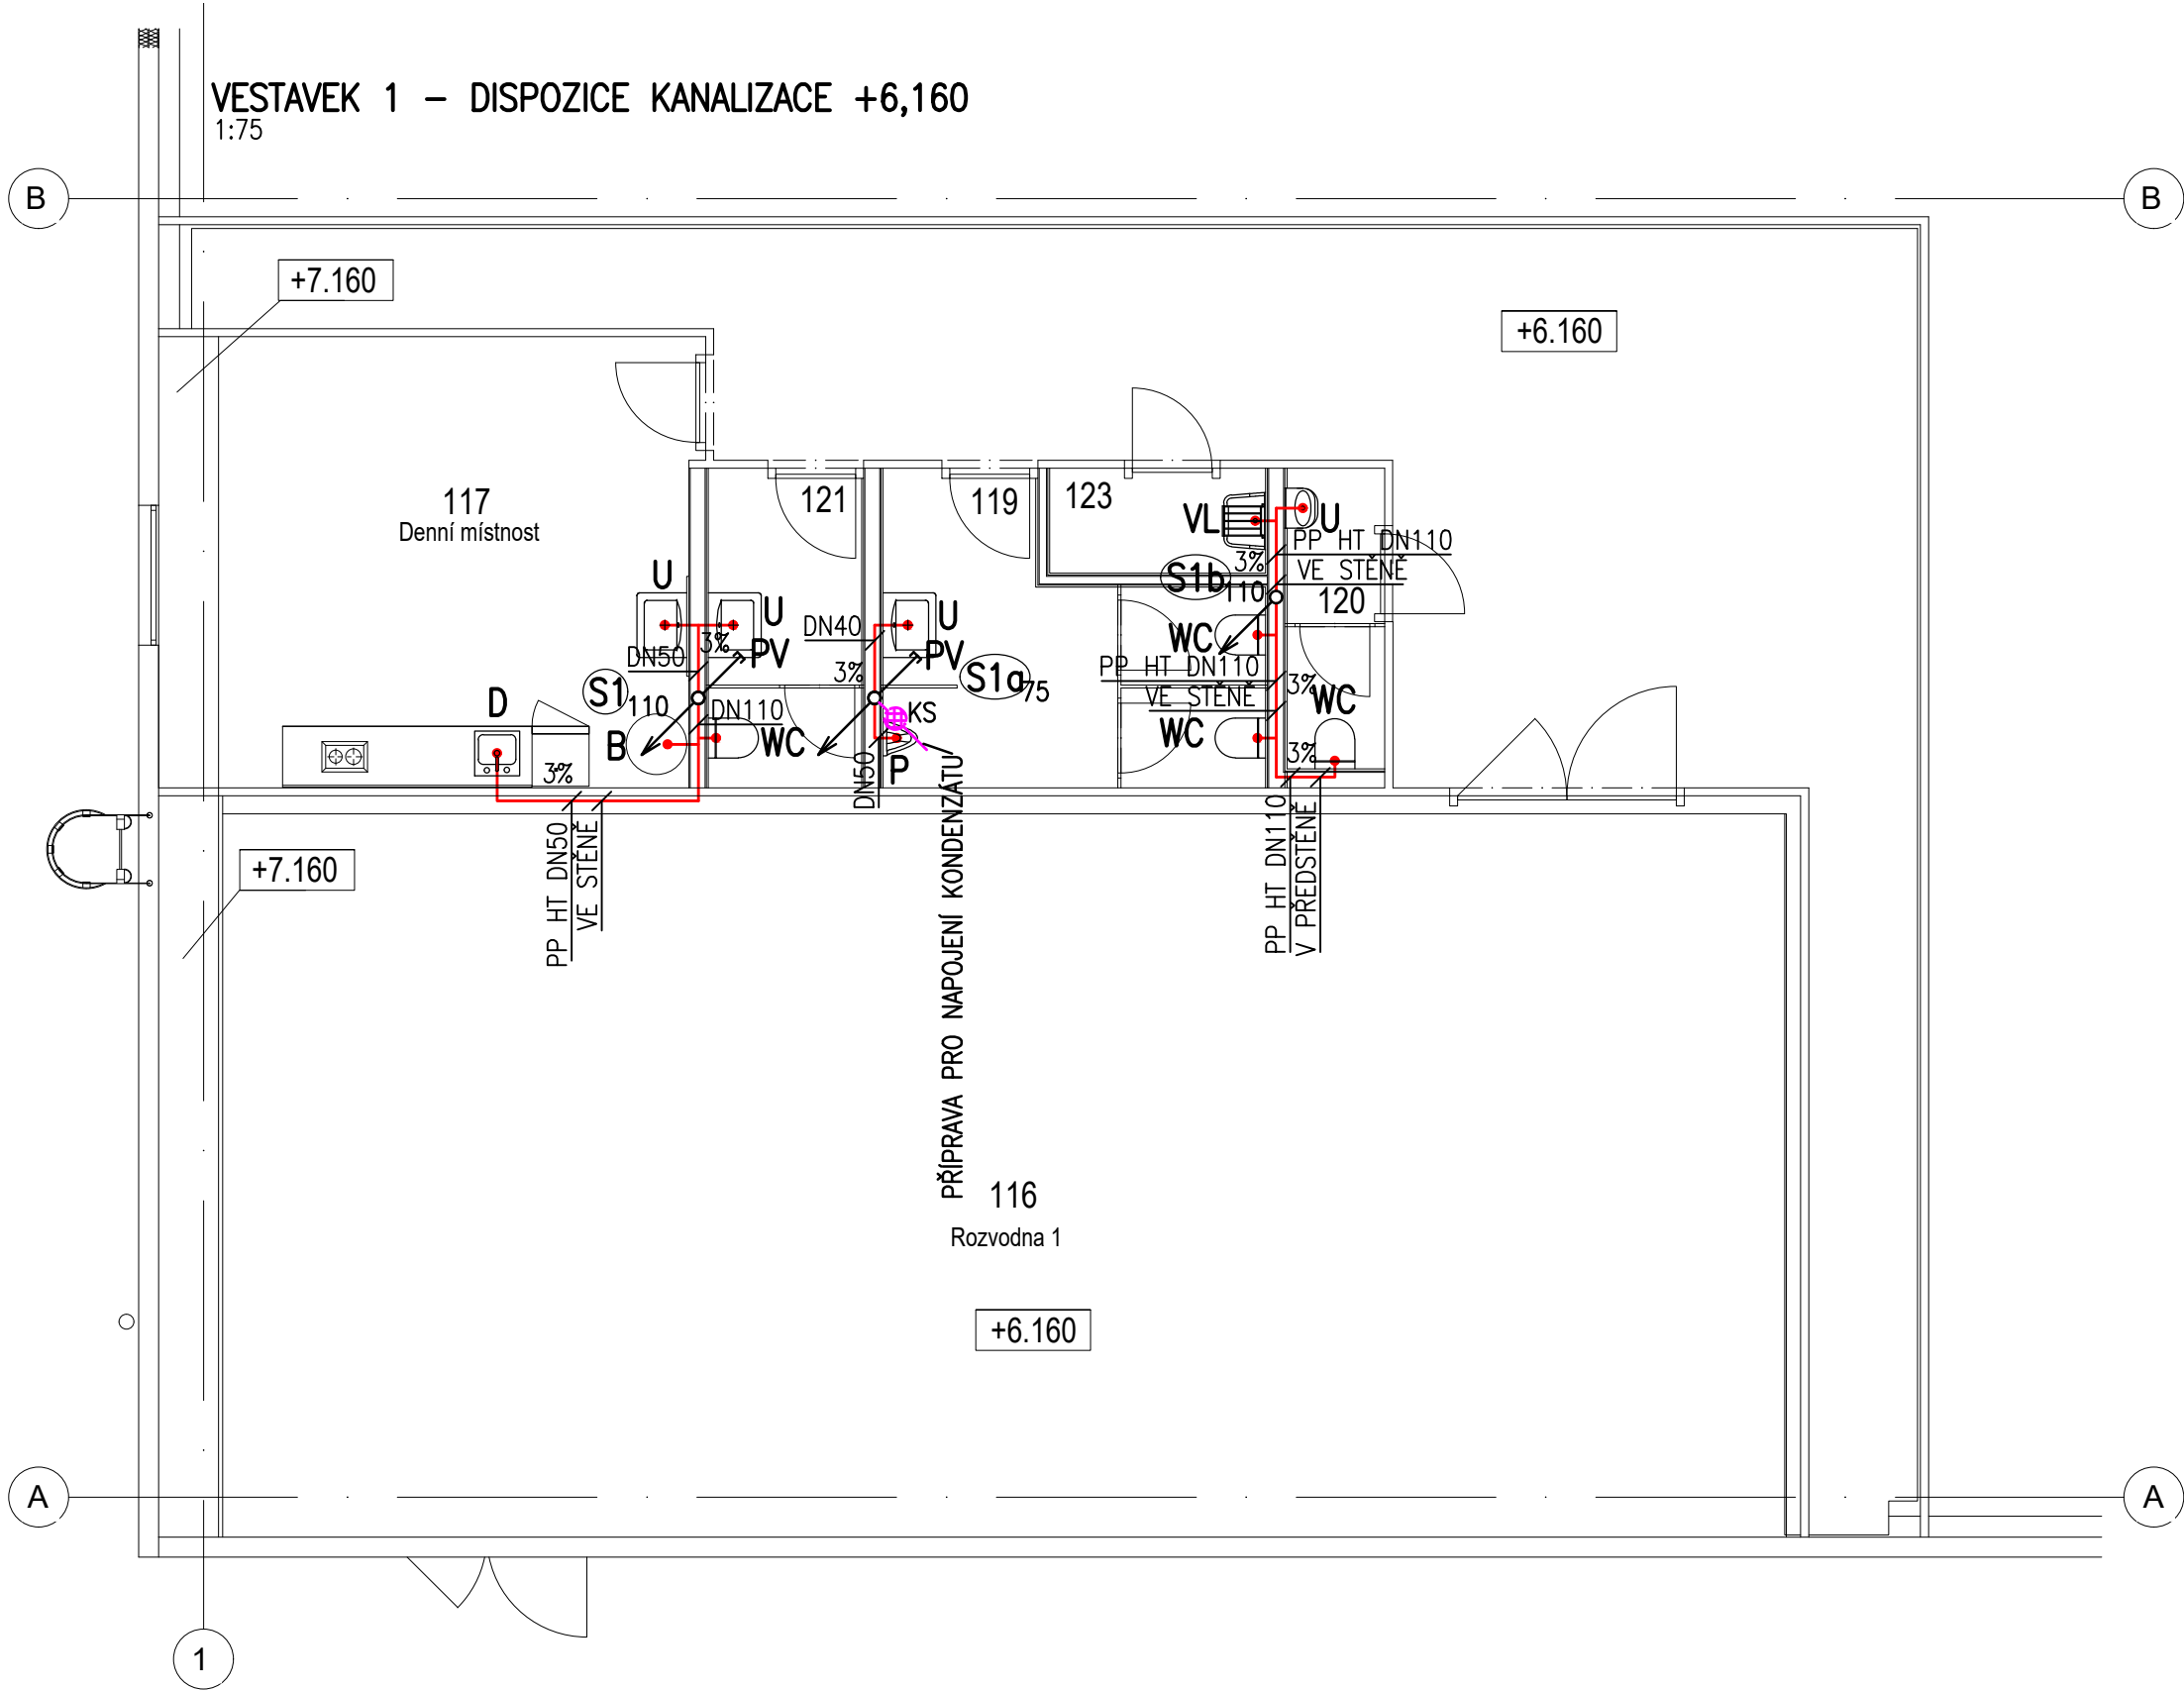 VESTAVEK 1 – DISPOZICE KANALIZACE +6,160
1:75
B
B
+7.160
+6.160
117
Denní místnost
121
119
123
VL
U
PP HT DN110
VE STĚNĚ
3%
S1b
110
120
U
U
U
DN40
WC
3%
PV
DN50
PV
3%
S1a
75
PP HT DN110
VE STĚNĚ
3%
WC
S1
110
D
DN110
KS
WC
WC
B
P
3%
3%
DN50
PP HT DN50
VE STĚNĚ
PŘÍPRAVA PRO NAPOJENÍ KONDENZÁTU
PP HT DN110
V PŘEDSTĚNĚ
+7.160
116
Rozvodna 1
+6.160
A
A
1